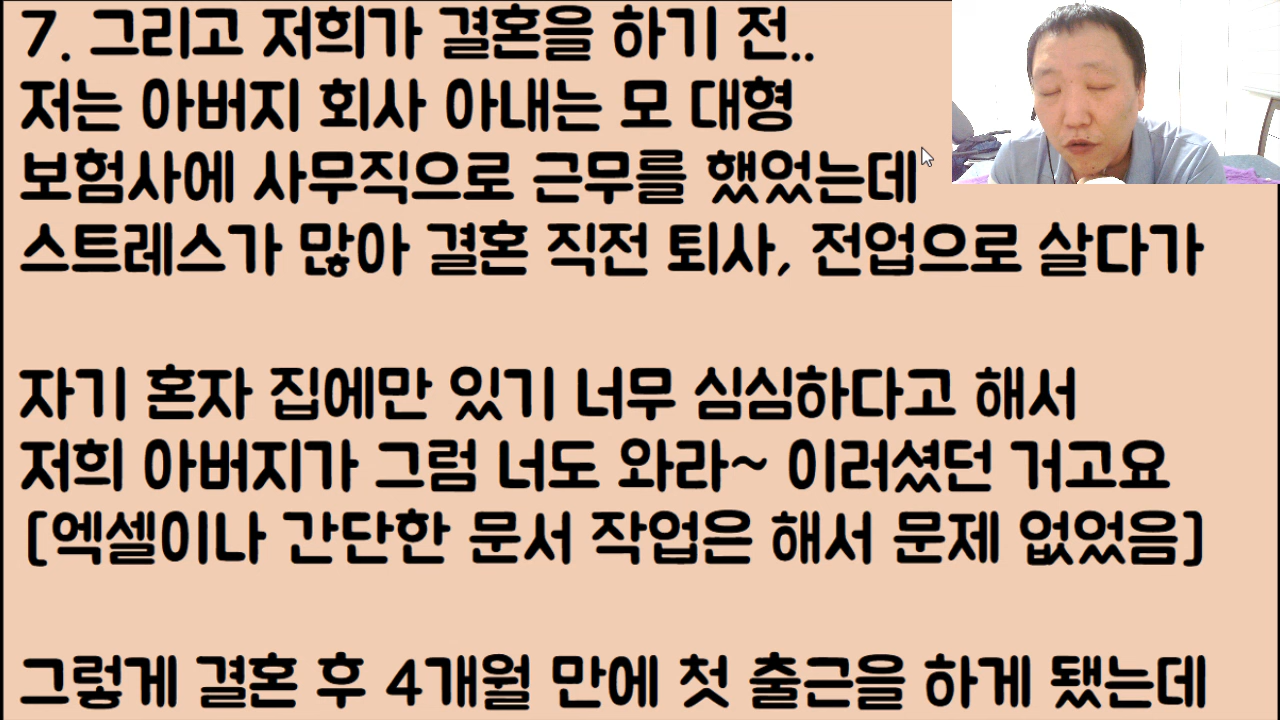 7. 그리고 저희가 결혼을 하기 전..
저는 아버지 회사 아내는 모 대형
보험사에 사무직으로 근무를 했었는데
스트레스가 많아 결혼 직전 퇴사, 전업으로 살다가
자기 혼자 집에만 있기 너무 심심하다고 해서
저희 아버지가 그럼 너도 와라~ 이러셨던 거고요
[엑셀이나 간단한 문서 작업은 해서 문제 없었음]
그렇게 결혼 후 4개월 만에 첫 출근을 하게 됐는데